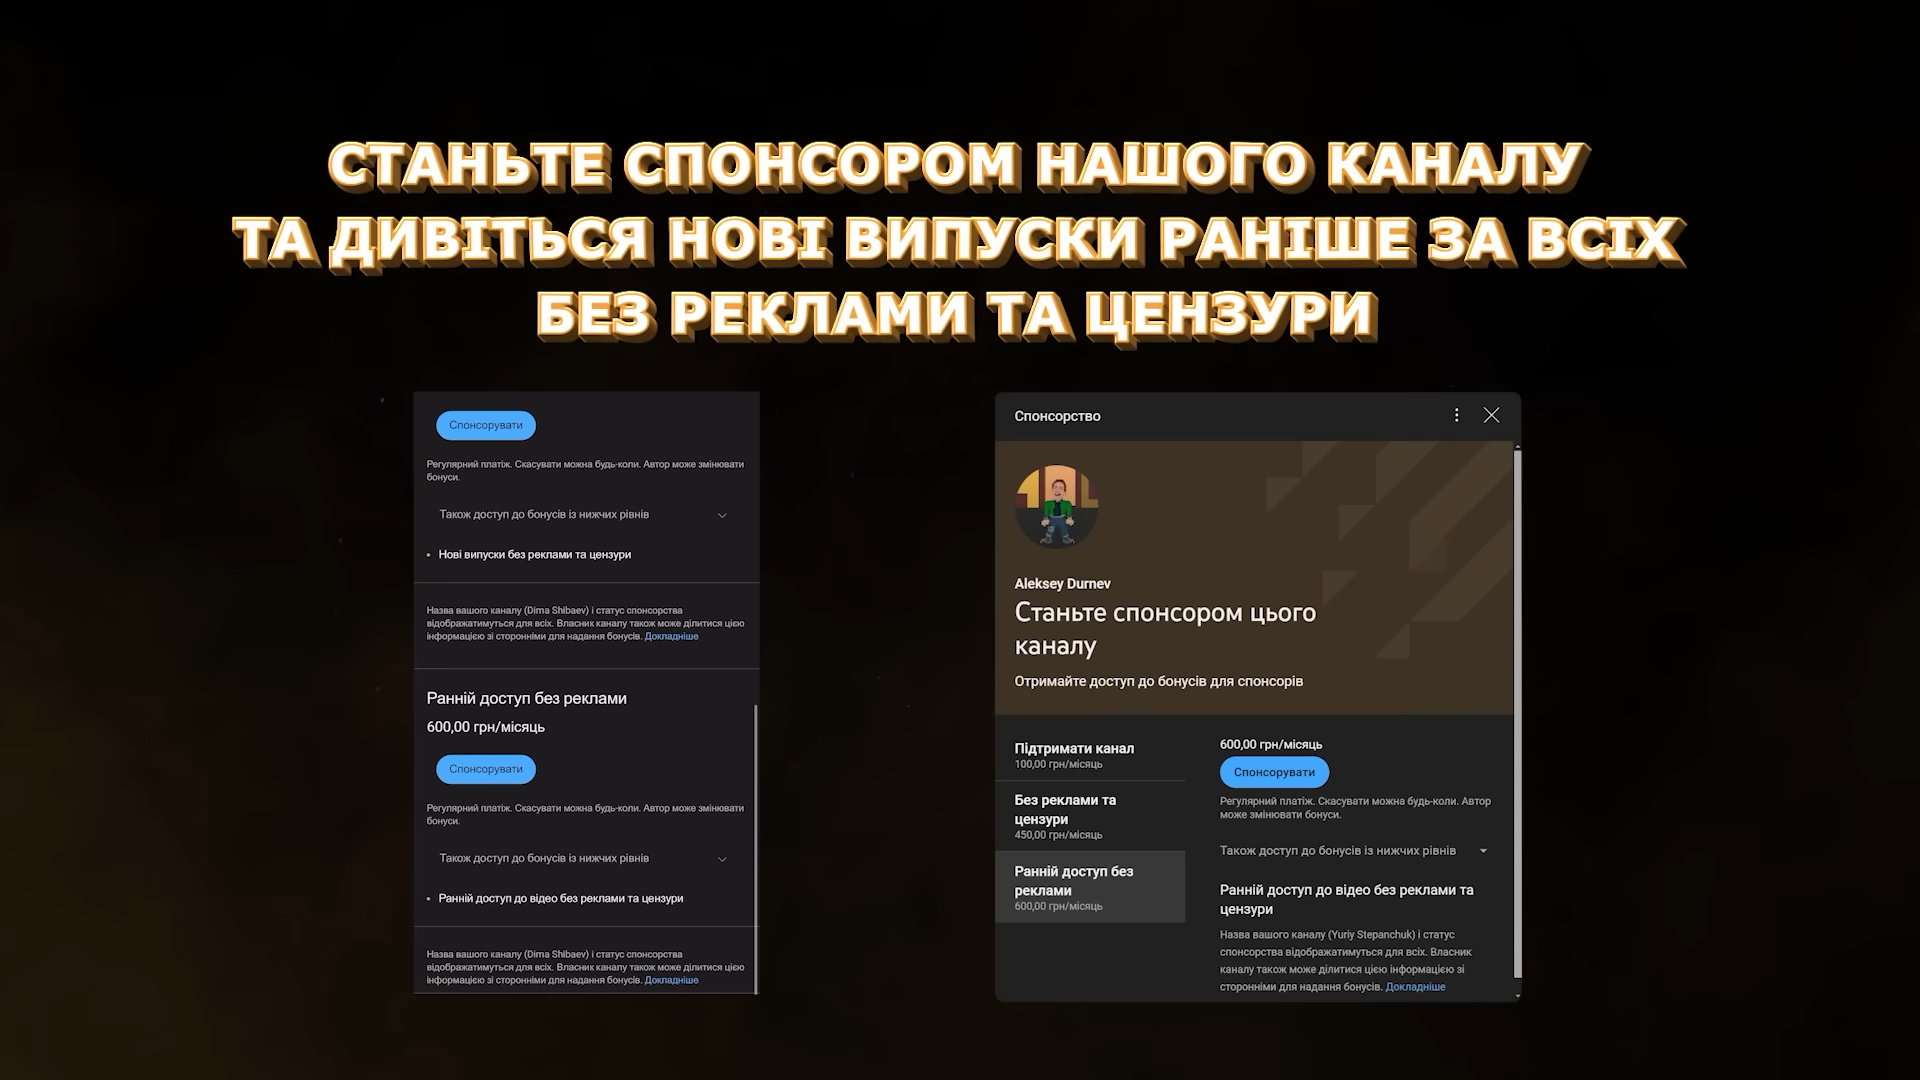 СТАНЬТЕ СПОНСОРОМ НАШОГО КАНАЛУ
ТА ДИВІТЬСЯ НОВІ ВИПУСКИ РАНІШЕ ЗА ВСІХ
БЕЗ РЕКЛАМИ ТА ЦЕНЗУРИ
Спонсорувати
Регулярний платіж. Скасувати можна будь-коли. Автор може змінювати
бонуси.
Також доступ до бонусів із нижчих рівнів
• Нові випуски без реклами та цензури
Назва вашого каналу (Dima Shibaev) і статус спонсорства
відображатимуться для всіх. Власник каналу також може ділитися цією
інформацією зі сторонніми для надання бонусів. Докладніше
Ранній доступ без реклами
600,00 грн/місяць
Спонсорувати
Регулярний платіж. Скасувати можна будь-коли. Автор може змінювати
бонуси.
Також доступ до бонусів із нижчих рівнів
• Ранній доступ до відео без реклами та цензури
Назва вашого каналу (Dima Shibaev) і статус спонсорства
відображатимуться для всіх. Власник каналу також може ділитися цією
інформацією зі сторонніми для надання бонусів. Докладніше
Спонсорство
Aleksey Durnev
Станьте спонсором цього
каналу
Отримайте доступ до бонусів для спонсорів
Підтримати канал
100,00 грн/місяць
Без реклами та
цензури
450,00 грн/місяць
Ранній доступ без
реклами
600,00 грн/місяць
600,00 грн/місяць
Спонсорувати
Регулярний платіж. Скасувати можна будь-коли. Автор
може змінювати бонуси.
Також доступ до бонусів із нижчих рівнів
Ранній доступ до відео без реклами та
цензури
Назва вашого каналу (Yuriy Stepanchuk) і статус
спонсорства відображатимуться для всіх. Власник
каналу також може ділитися цією інформацією зі
сторонніми для надання бонусів. Докладніше